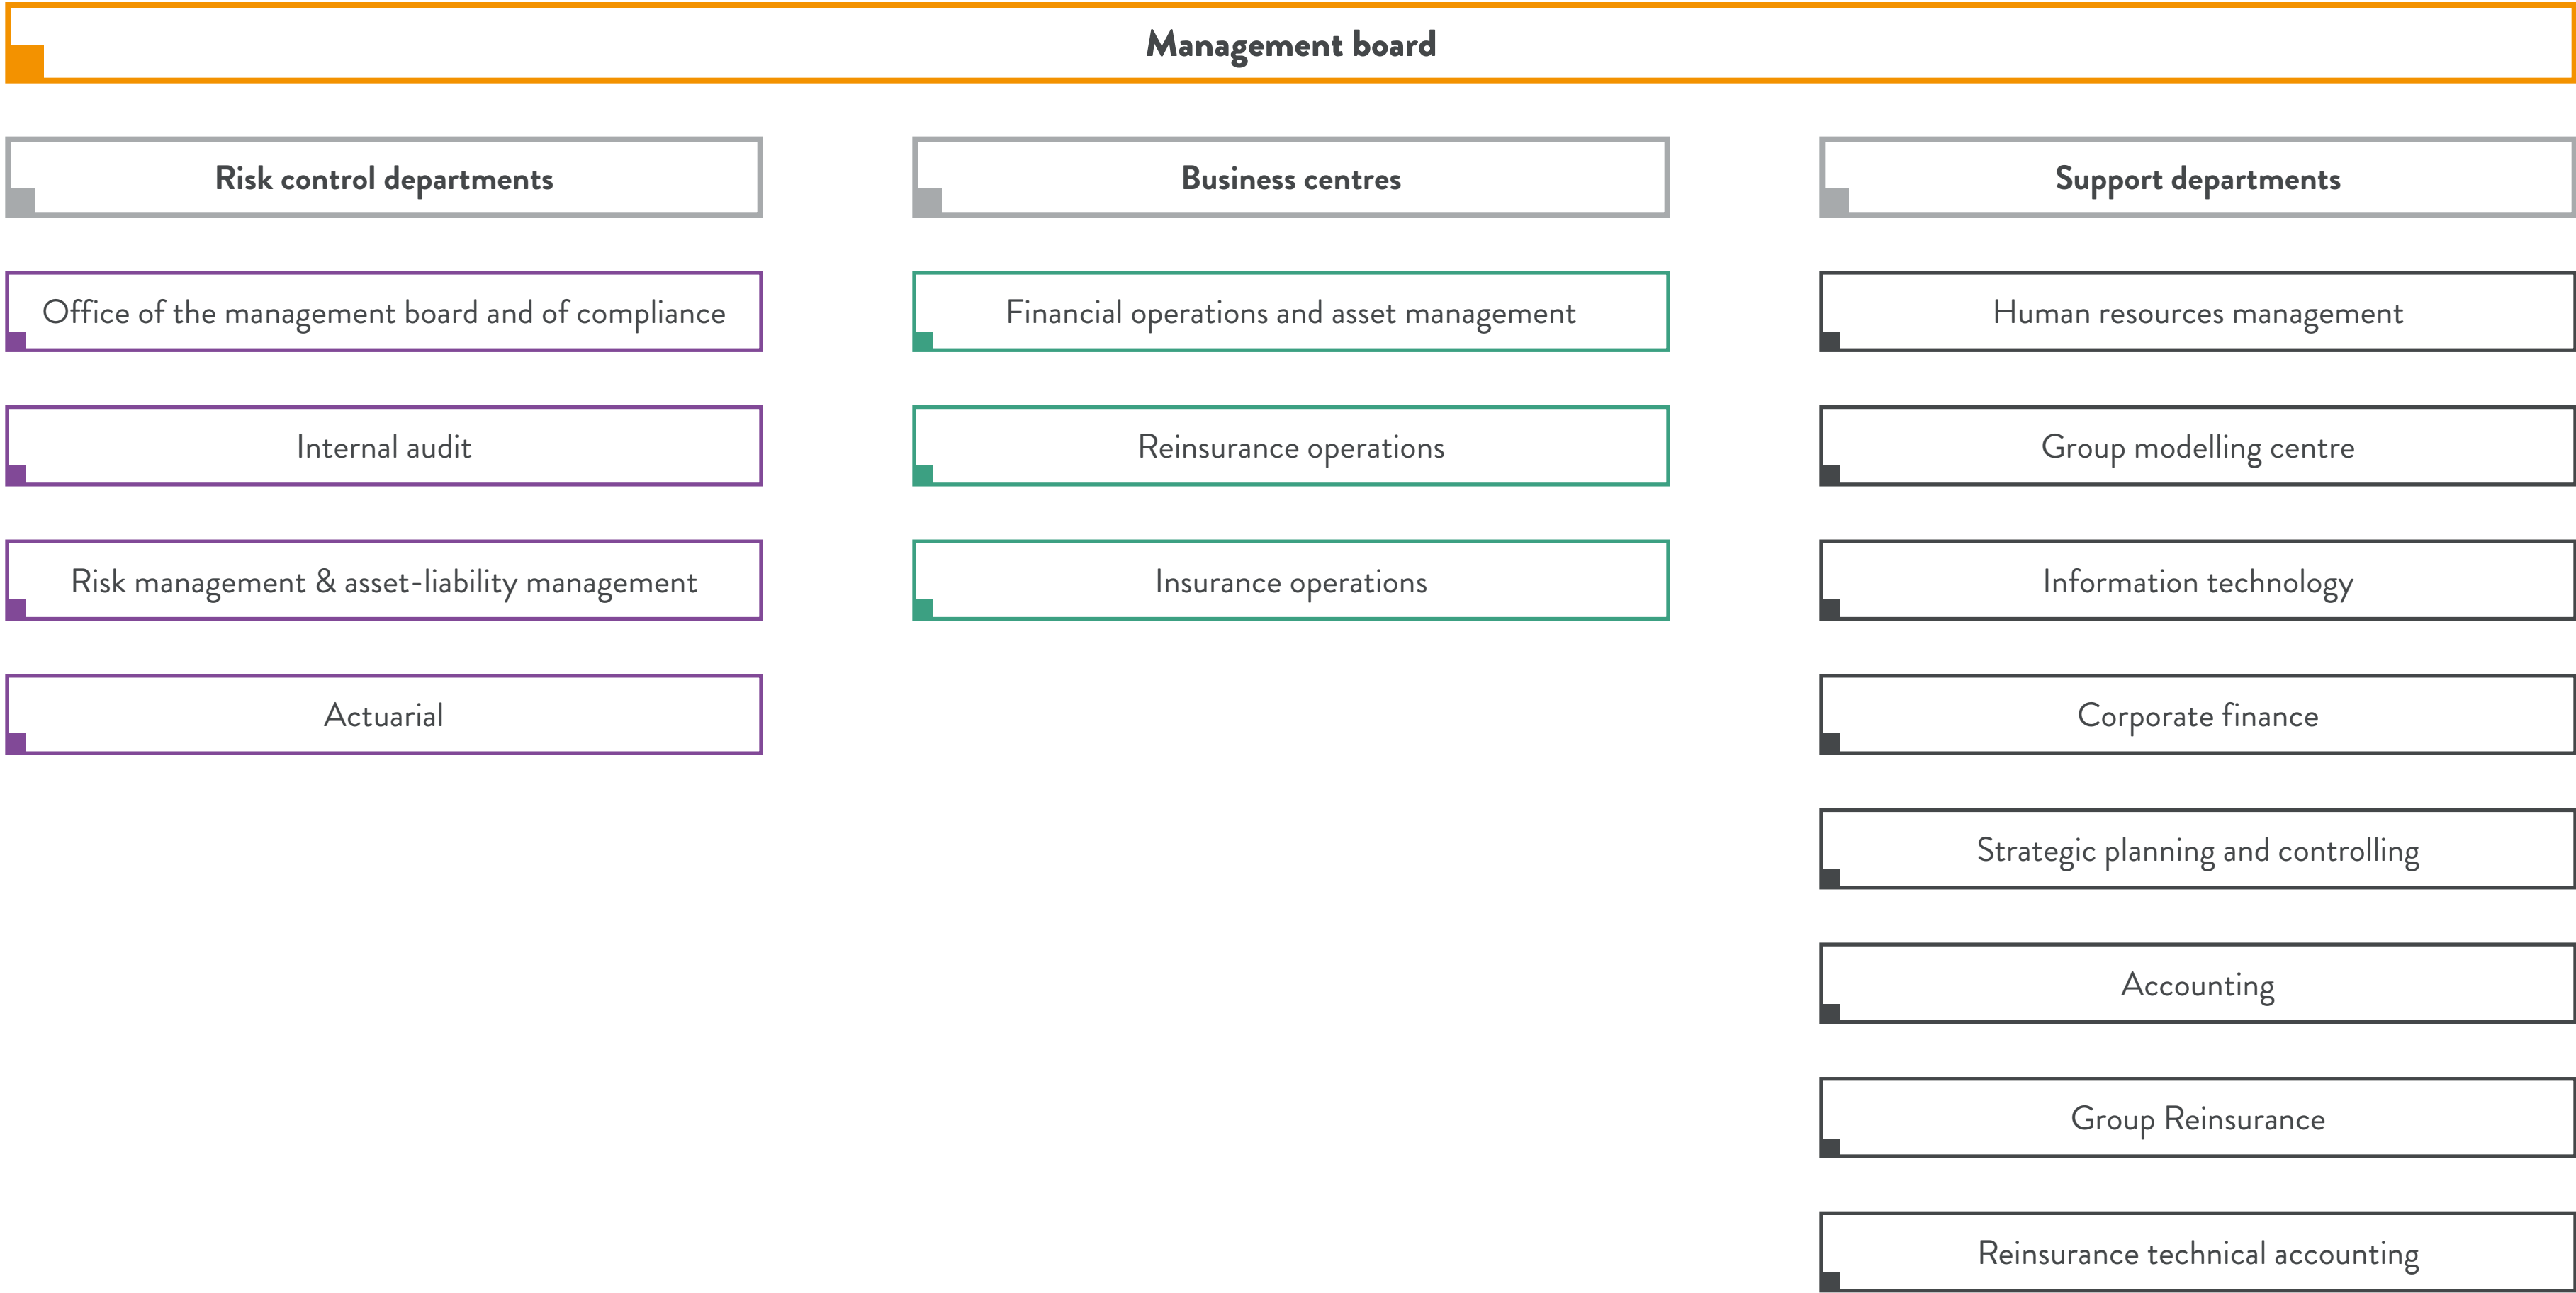 Management board
Risk control departments
Business centres
Support departments
Office of the management board and of compliance
Financial operations and asset management
Human resources management
Internal audit
Reinsurance operations
Group modelling centre
Risk management & asset-liability management
Insurance operations
Information technology
Actuarial
Corporate finance
Strategic planning and controlling
Accounting
Group Reinsurance
Reinsurance technical accounting